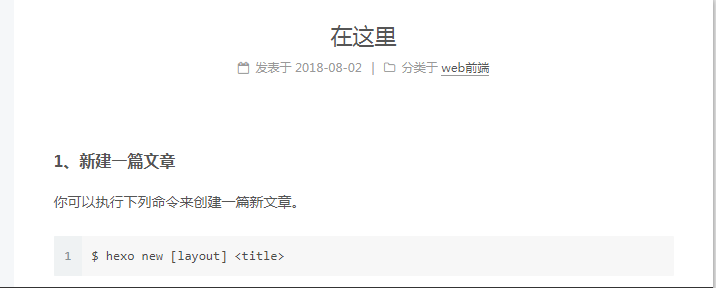 在这里
发表于 2018-08-02 | 分类于 web前端
1、新建一篇文章
你可以执行下列命令来创建一篇新文章。
1 $ hexo new [layout] <title>